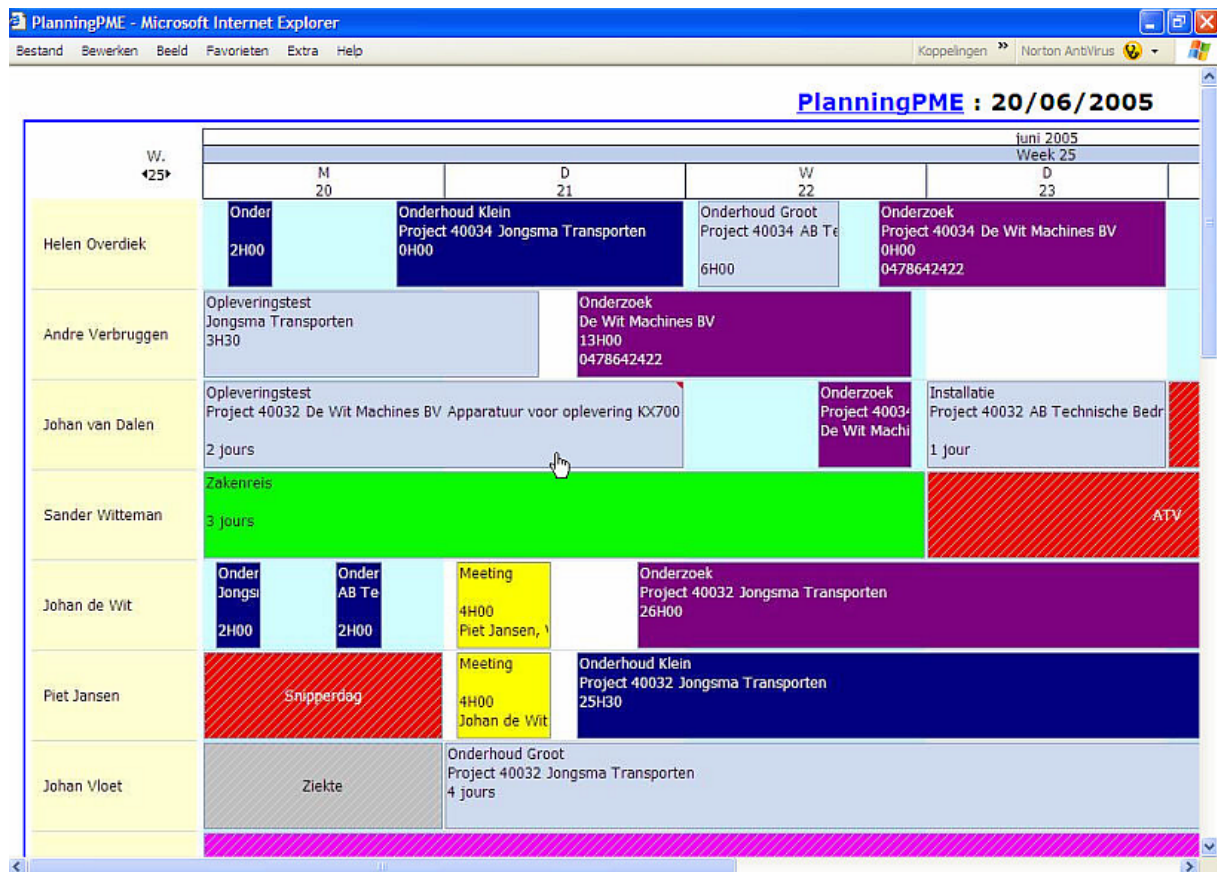 PlanningPME - Microsoft Internet Explorer
Bestand Bewerken Beeld Favorieten Extra Help Koppelingen » Norton AntiVirus
PlanningPME : 20/06/2005
juni 2005
W. Week 25
25
M D W D
20 21 22 23
Helen Overdiek
Onder
2H00
Onderhoud Klein
Project 40034 Jongsma Transporten
0H00
Onderhoud Groot
Project 40034 AB Te
6H00
Onderzoek
Project 40034 De Wit Machines BV
0H00
0478642422
Andre Verbruggen
Opleveringstest
Jongsma Transporten
3H30
Onderzoek
De Wit Machines BV
13H00
0478642422
Johan van Dalen
Opleveringstest
Project 40032 De Wit Machines BV Apparatuur voor oplevering KX700
2 jours
Onderzoek
Project 4003
De Wit Machi
Installatie
Project 40032 AB Technische Bedr
1 jour
Sander Witteman
Zakenreis
3 jours
ATV
Johan de Wit
Onder
Jongs
2H00
Onder
AB Te
2H00
Meeting
4H00
Piet Jansen,
Onderzoek
Project 40032 Jongsma Transporten
26H00
Piet Jansen
Snipperdag
Meeting
4H00
Johan de Wit
Onderhoud Klein
Project 40032 Jongsma Transporten
25H30
Johan Vloet
Ziekte
Onderhoud Groot
Project 40032 Jongsma Transporten
4 jours